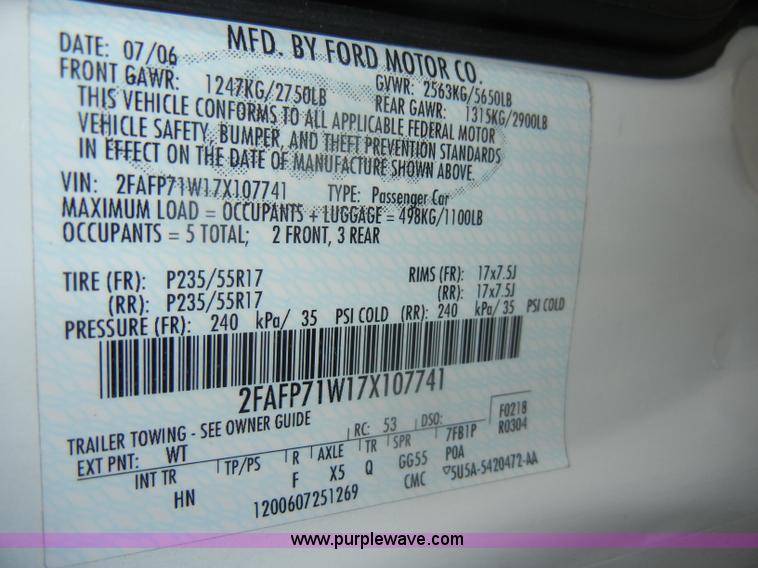 DATE: 07/06 MFD. BY FORD MOTOR CO.
FRONT GAWR: 1247KG/2750LB GVWR: 2563KG/5650LB
REAR GAWR: 1315KG/2900LB
THIS VEHICLE CONFORMS TO ALL APPLICABLE FEDERAL MOTOR
VEHICLE SAFETY, BUMPER, AND THEFT PREVENTION STANDARDS
IN EFFECT ON THE DATE OF MANUFACTURE SHOWN ABOVE.
VIN: 2FAFP71W17X107741 TYPE: Passenger Car
MAXIMUM LOAD = OCCUPANTS + LUGGAGE = 498KG/1100LB
OCCUPANTS = 5 TOTAL; 2 FRONT, 3 REAR
TIRE (FR): P235/55R17 RIMS (FR): 17x7.5J
(RR): P235/55R17 (RR): 17x7.5J
PRESSURE (FR): 240 kPa/ 35 PSI COLD (RR): 240 kPa/ 35 PSI COLD
2FAFP71W17X107741
TRAILER TOWING - SEE OWNER GUIDE RC: 53 DSO: F0218
EXT PNT: WT 7FB1P R0304
INT TR TP/PS R AXLE TR SPR P0A
HN F X5 Q GG55 ▽5U5A-5420472-AA
1200607251269 CMC
www.purplewave.com